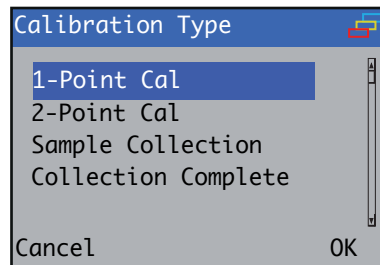 Calibration Type
1-Point Cal
2-Point Cal
Sample Collection
Collection Complete
Cancel OK